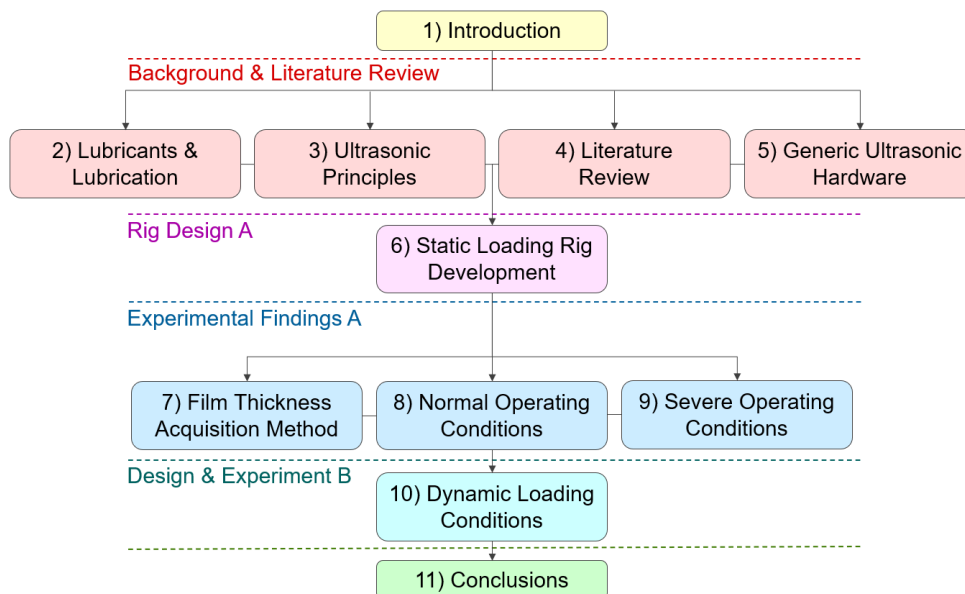 1) Introduction
Background & Literature Review
2) Lubricants &
Lubrication
3) Ultrasonic
Principles
4) Literature
Review
5) Generic Ultrasonic
Hardware
Rig Design A
6) Static Loading Rig
Development
Experimental Findings A
7) Film Thickness
Acquisition Method
8) Normal Operating
Conditions
9) Severe Operating
Conditions
Design & Experiment B
10) Dynamic Loading
Conditions
11) Conclusions